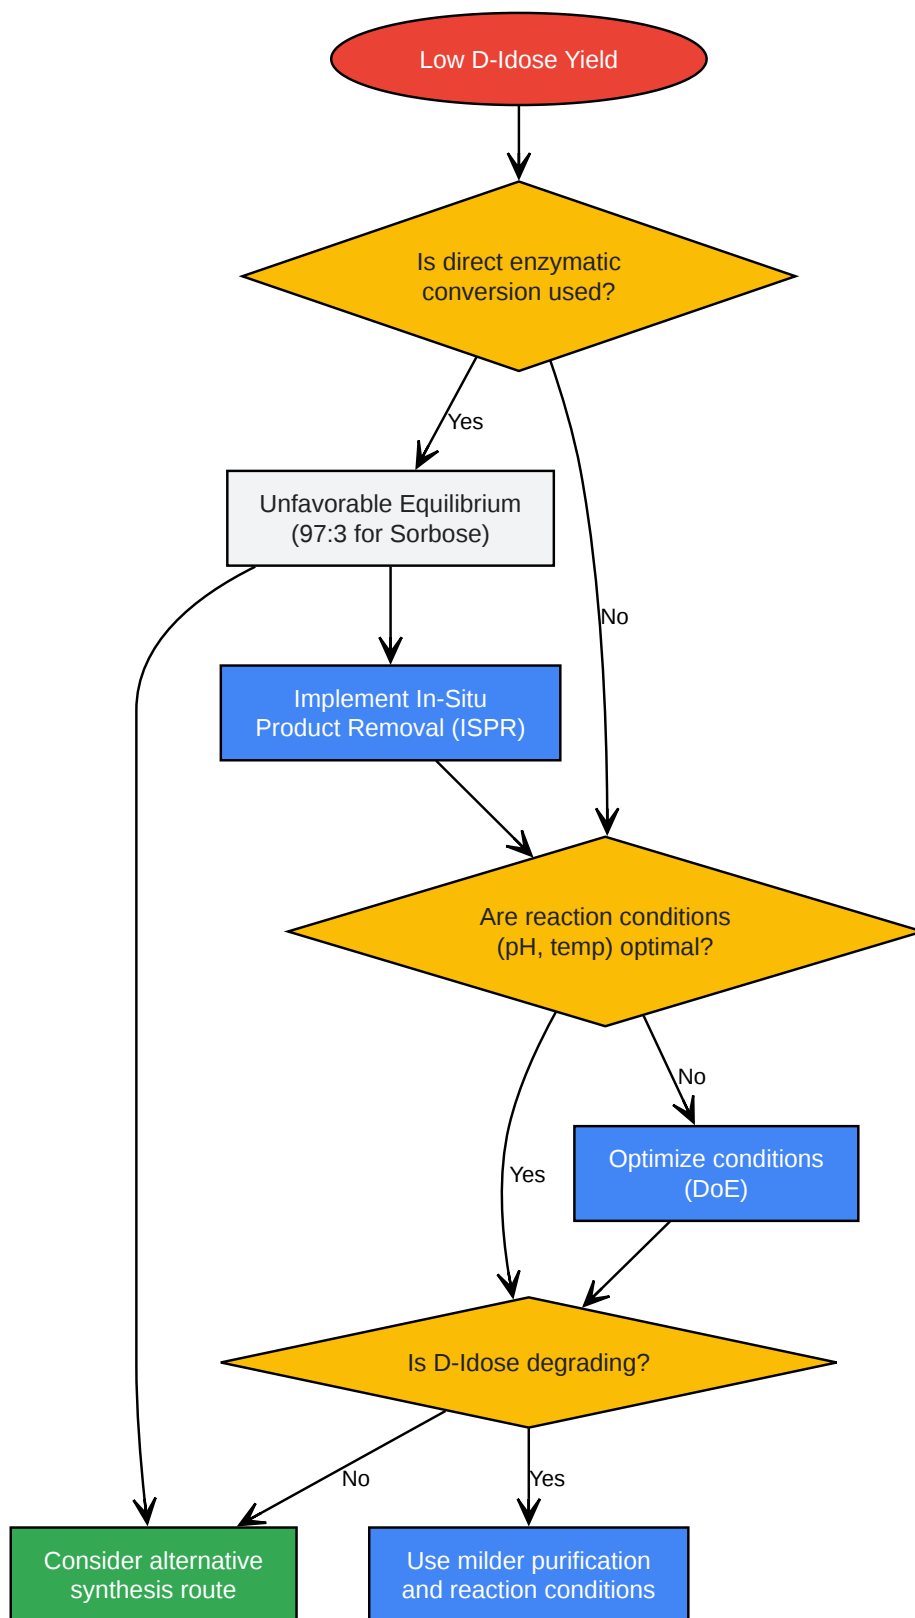 Low D-Idose Yield
Is direct enzymatic
conversion used?
Yes
Unfavorable Equilibrium
(97:3 for Sorbose)
No
Implement In-Situ
Product Removal (ISPR)
Are reaction conditions
(pH, temp) optimal?
No
Optimize conditions
(DoE)
Yes
Is D-Idose degrading?
No
Yes
Consider alternative
synthesis route
Use milder purification
and reaction conditions